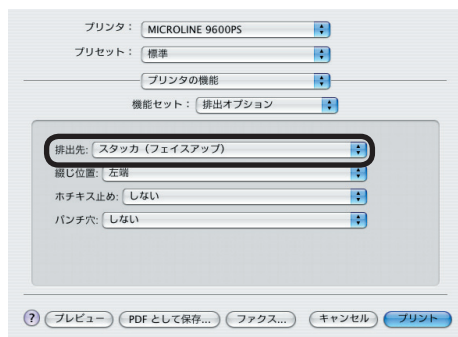 プリンタ： MICROLINE 9600PS
プリセット： 標準
プリンタの機能
機能セット： 排出オプション
排出先: スタッカ（フェイスアップ）
綴じ位置: 左端
ホチキス止め: しない
パンチ穴: しない
? プレビュー PDF として保存... ファクス... キャンセル プリント